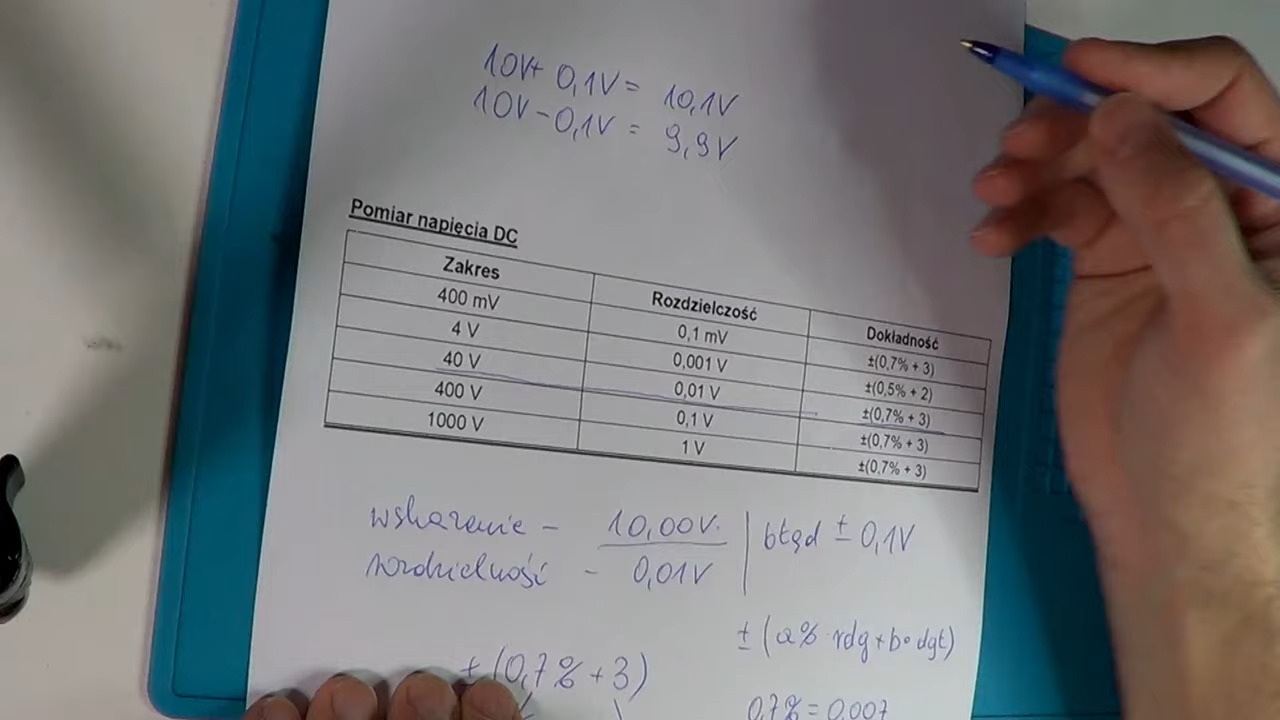 10V+ 0,1V = 10,1V
10V - 0,1V = 9,9V
Pomiar napięcia DC
Zakres Rozdzielczość Dokładność
400 mV 0,1 mV ±(0,7% + 3)
4 V 0,001 V ±(0,5% + 2)
40 V 0,01 V ±(0,7% + 3)
400 V 0,1 V ±(0,7% + 3)
1000 V 1 V ±(0,7% + 3)
wskazanie - 10,00V. | błąd ± 0,1V
rozdzielność - 0,01V
± (a% rdg + b· dgt)
± (0,7% + 3)
0,7% = 0,007